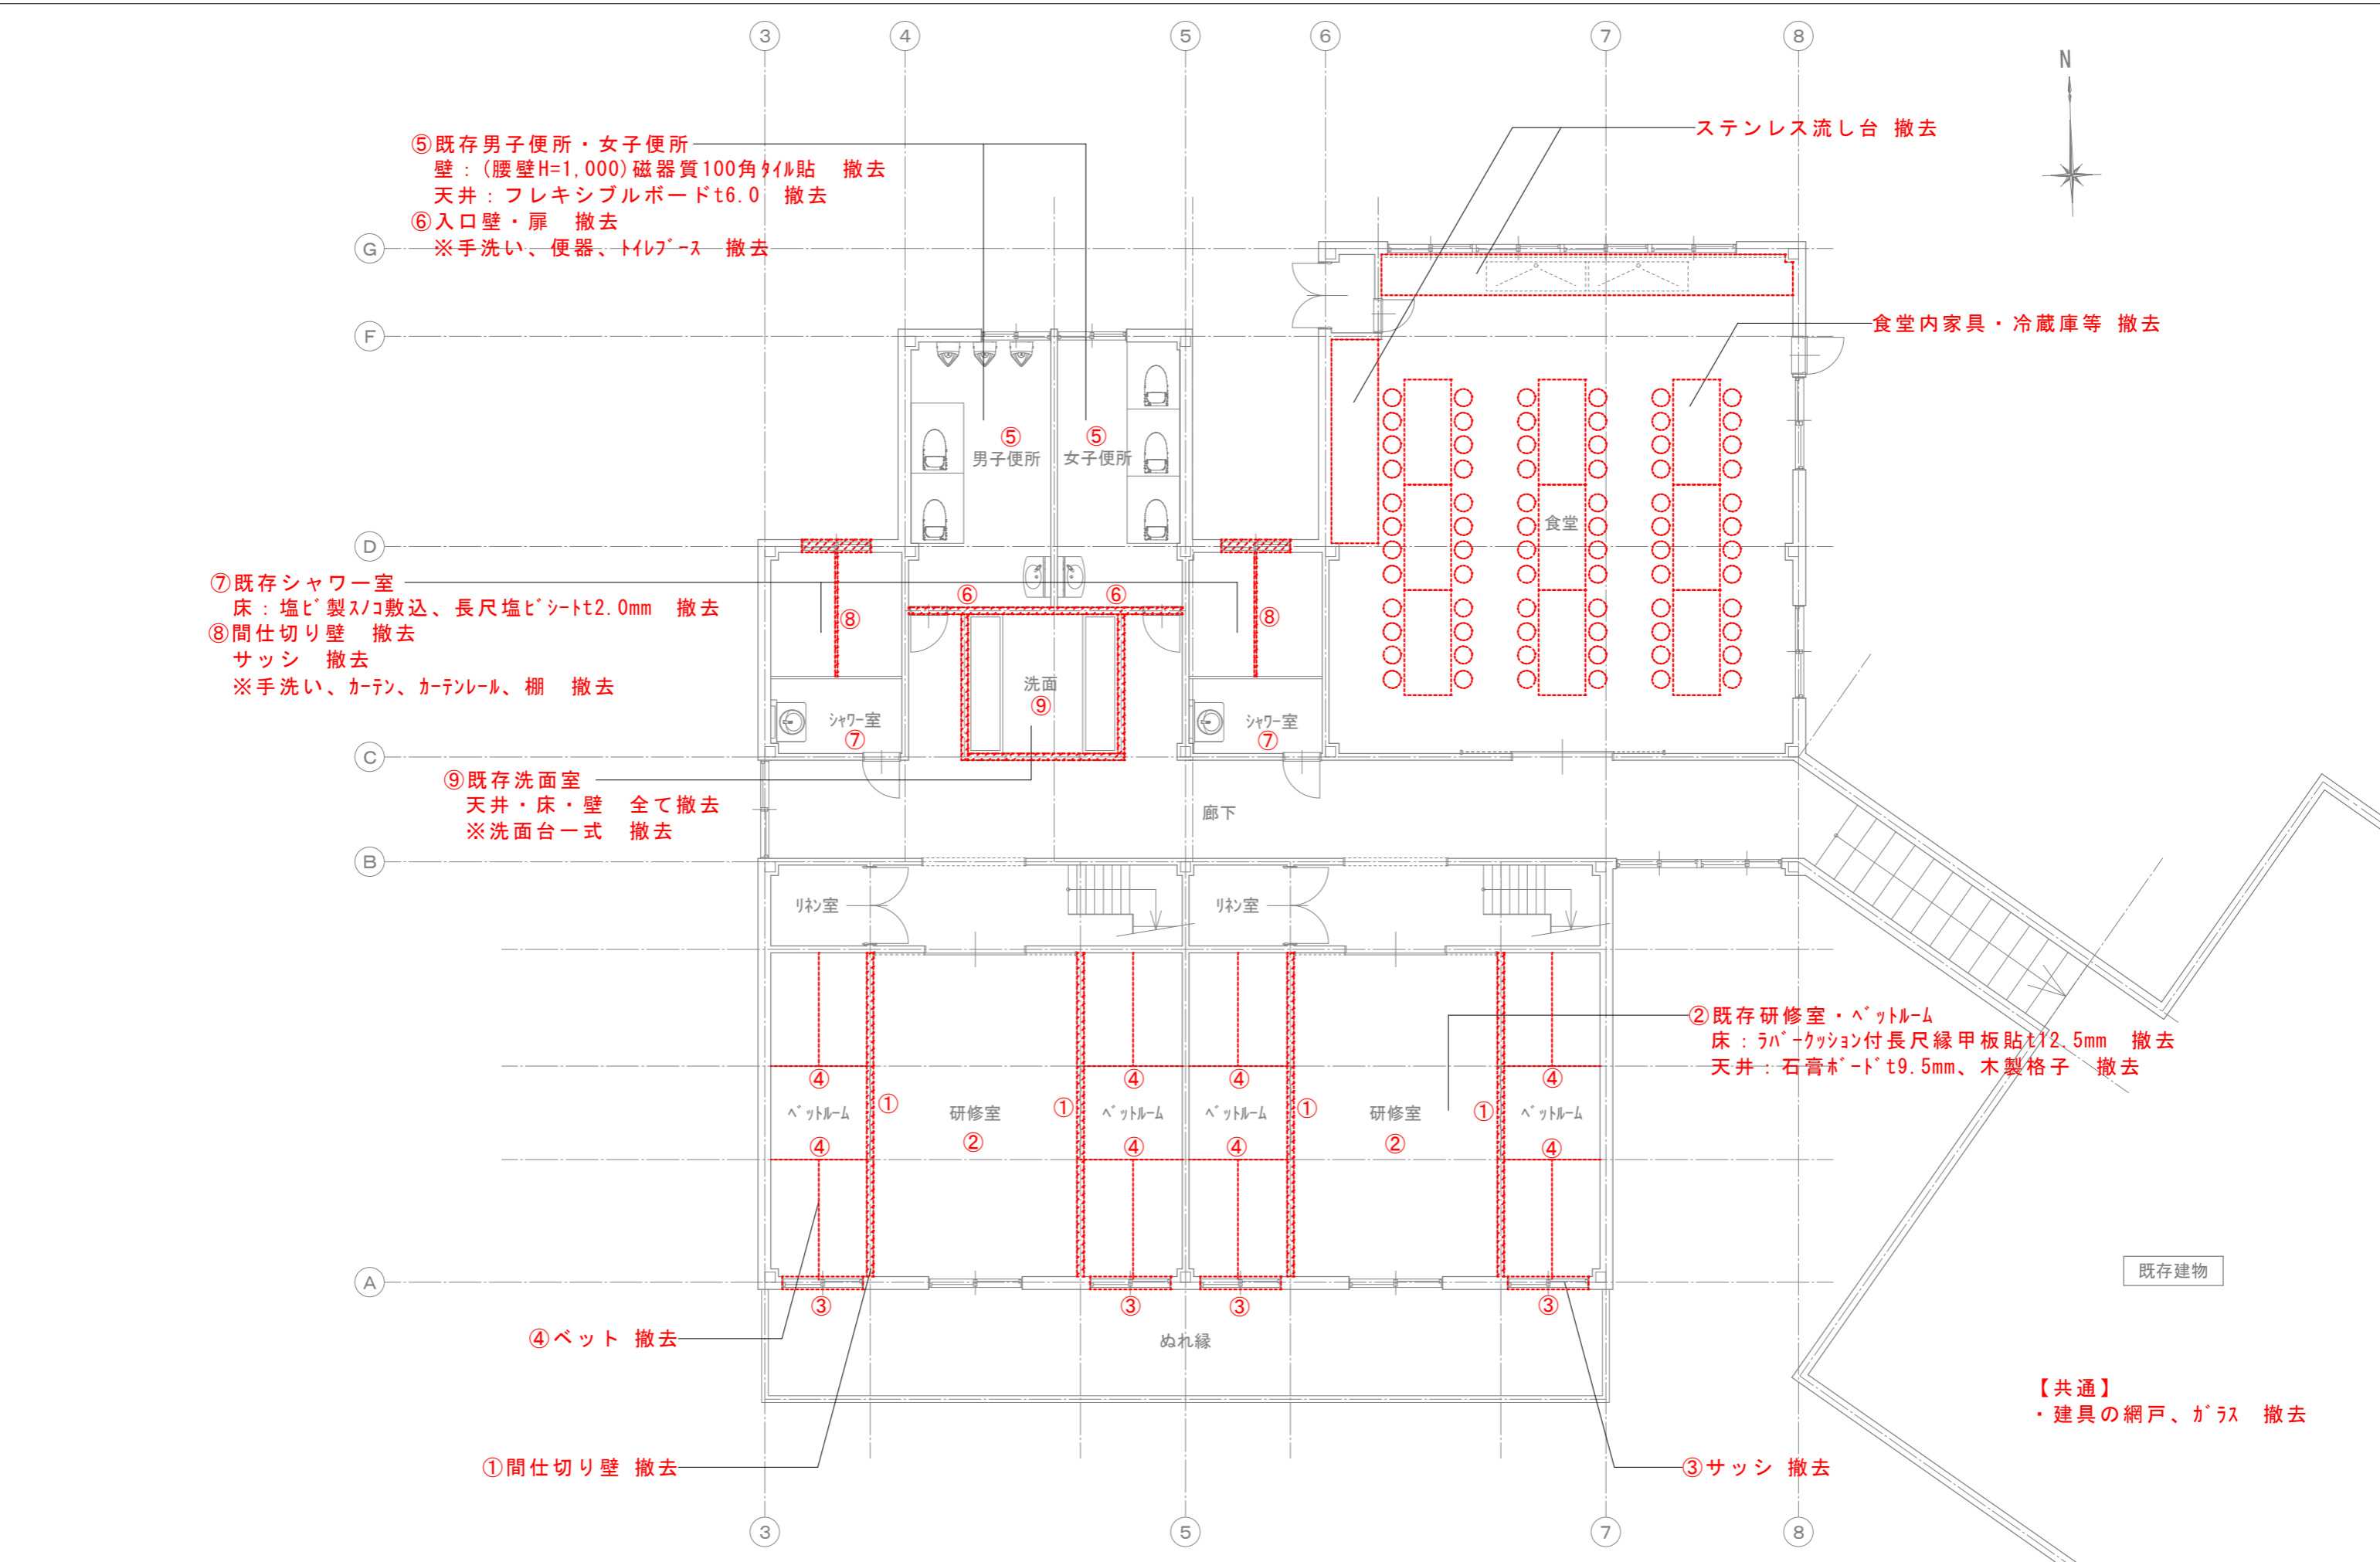 3
4
5
6
7
8
N
⑤既存男子便所・女子便所
壁：(腰壁H=1,000)磁器質100角ﾀｲﾙ貼　撤去
天井：フレキシブルボードt6.0　撤去
⑥入口壁・扉　撤去
※手洗い、便器、ﾄｲﾚﾌﾞｰｽ　撤去
ステンレス流し台 撤去
G
F
食堂内家具・冷蔵庫等 撤去
⑤
男子便所
⑤
女子便所
食堂
D
⑦既存シャワー室
床：塩ﾋﾞ製ｽﾉｺ敷込、長尺塩ﾋﾞｼｰﾄt2.0mm　撤去
⑧間仕切り壁　撤去
サッシ　撤去
※手洗い、ｶｰﾃﾝ、ｶｰﾃﾝﾚｰﾙ、棚　撤去
⑥
⑥
⑧
⑧
洗面
⑨
ｼｬﾜｰ室
⑦
ｼｬﾜｰ室
⑦
C
⑨既存洗面室
天井・床・壁　全て撤去
※洗面台一式　撤去
廊下
B
ﾘﾈﾝ室
ﾘﾈﾝ室
②既存研修室・ﾍﾞｯﾄﾙｰﾑ
床：ﾗﾊﾞｰｸｯｼｮﾝ付長尺縁甲板貼t12.5mm　撤去
天井：石膏ﾎﾞｰﾄﾞt9.5mm、木製格子　撤去
④
④
④
④
①
①
①
①
ﾍﾞｯﾄﾙｰﾑ
研修室
ﾍﾞｯﾄﾙｰﾑ
ﾍﾞｯﾄﾙｰﾑ
研修室
ﾍﾞｯﾄﾙｰﾑ
②
②
④
④
④
④
A
③
③
③
③
既存建物
④ベット 撤去
ぬれ縁
【共通】
・建具の網戸、ｶﾞﾗｽ　撤去
①間仕切り壁 撤去
③サッシ 撤去
3
5
7
8